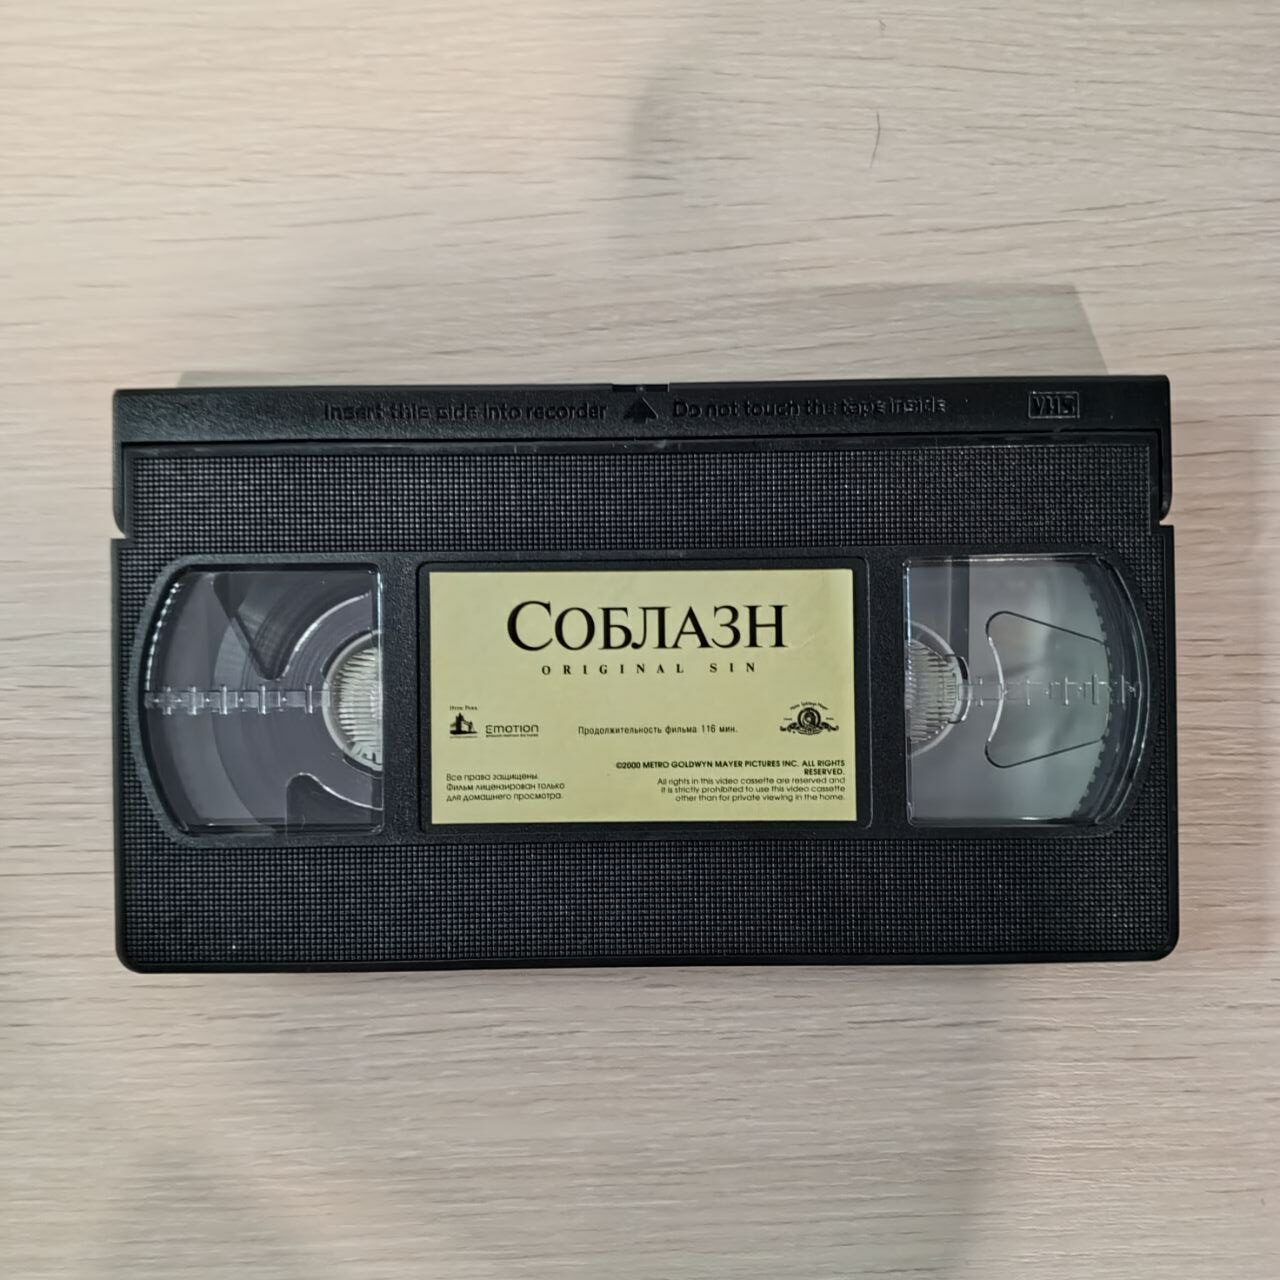 Insert this side into recorder Do not touch the tape inside VHS
СОБЛАЗН
ORIGINAL SIN
HYDE PARK
EMOTION
Продолжительность фильма 116 мин.
©2000 METRO GOLDWYN MAYER PICTURES INC. ALL RIGHTS
RESERVED.
Все права защищены.
Фильм лицензирован только
для домашнего просмотра.
All rights in this video cassette are reserved and
it is strictly prohibited to use this video cassette
other than for private viewing in the home.